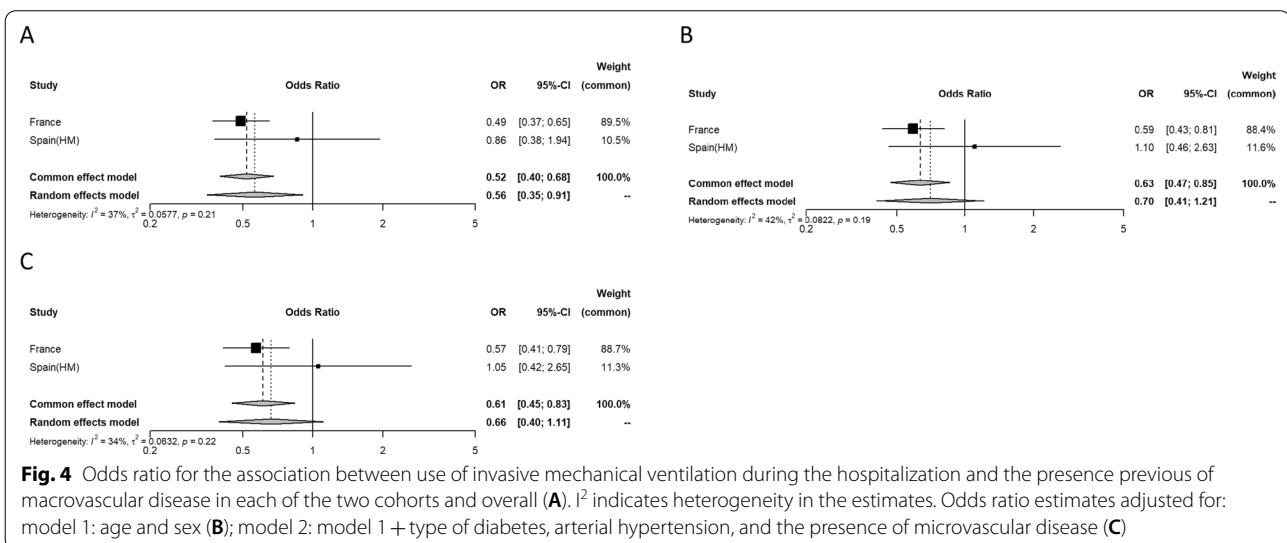 A
Weight
Study Odds Ratio OR 95%-CI (common)
France 0.49 [0.37; 0.65] 89.5%
Spain(HM) 0.86 [0.38; 1.94] 10.5%
Common effect model 0.52 [0.40; 0.68] 100.0%
Random effects model 0.56 [0.35; 0.91] --
Heterogeneity: I² = 37%, τ² = 0.0577, p = 0.21
0.2 0.5 1 2 5
B
Weight
Study Odds Ratio OR 95%-CI (common)
France 0.59 [0.43; 0.81] 88.4%
Spain(HM) 1.10 [0.46; 2.63] 11.6%
Common effect model 0.63 [0.47; 0.85] 100.0%
Random effects model 0.70 [0.41; 1.21] --
Heterogeneity: I² = 42%, τ² = 0.0822, p = 0.19
0.2 0.5 1 2 5
C
Weight
Study Odds Ratio OR 95%-CI (common)
France 0.57 [0.41; 0.79] 88.7%
Spain(HM) 1.05 [0.42; 2.65] 11.3%
Common effect model 0.61 [0.45; 0.83] 100.0%
Random effects model 0.66 [0.40; 1.11] --
Heterogeneity: I² = 34%, τ² = 0.0632, p = 0.22
0.2 0.5 1 2 5
Fig. 4 Odds ratio for the association between use of invasive mechanical ventilation during the hospitalization and the presence previous of
macrovascular disease in each of the two cohorts and overall (A). I² indicates heterogeneity in the estimates. Odds ratio estimates adjusted for:
model 1: age and sex (B); model 2: model 1 + type of diabetes, arterial hypertension, and the presence of microvascular disease (C)